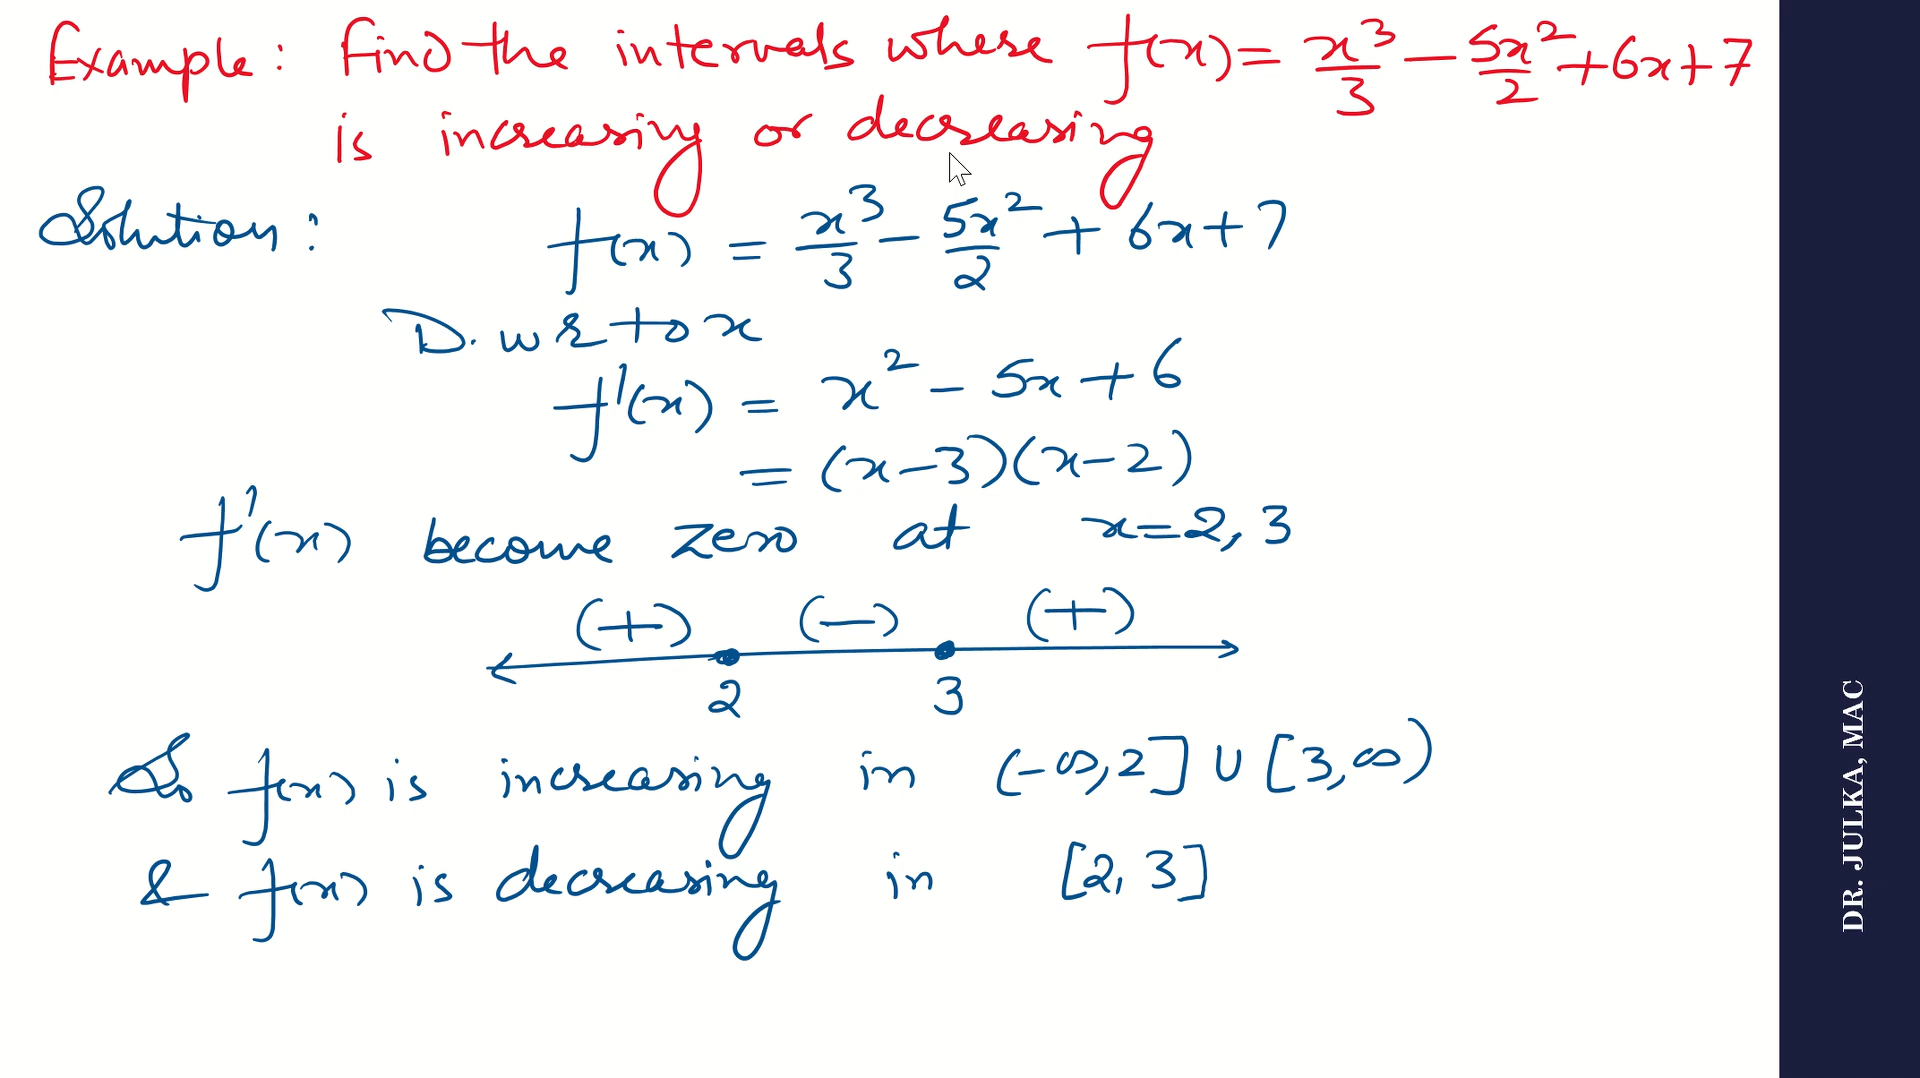 Example: Find the intervals where f(x) = x³/3 - 5x²/2 + 6x + 7
is increasing or decreasing
Solution: f(x) = x³/3 - 5x²/2 + 6x + 7
D. w r to x
f'(x) = x² - 5x + 6
= (x-3)(x-2)
f'(x) become zero at x=2, 3
(+) (-) (+)
2 3
So f(x) is increasing in (-∞,2] ∪ [3,∞)
& f(x) is decreasing in [2, 3]
DR. JULKA, MAC